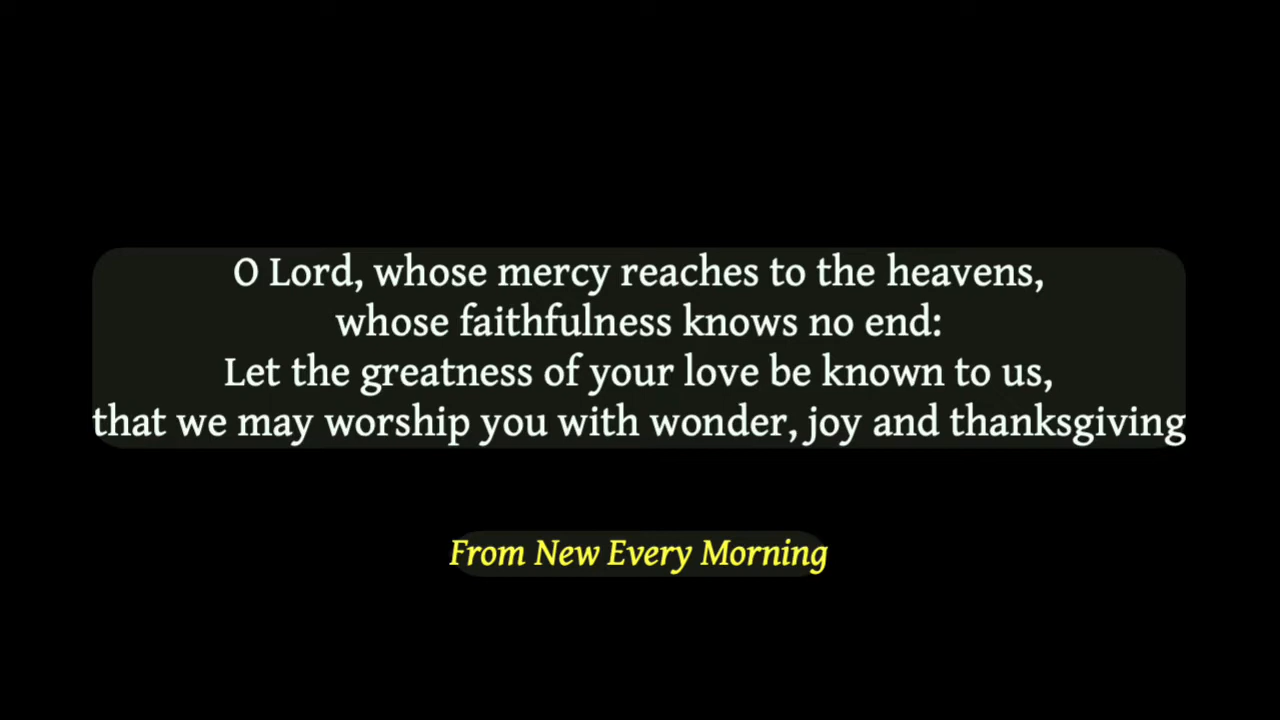 O Lord, whose mercy reaches to the heavens,
whose faithfulness knows no end:
Let the greatness of your love be known to us,
that we may worship you with wonder, joy and thanksgiving
From New Every Morning